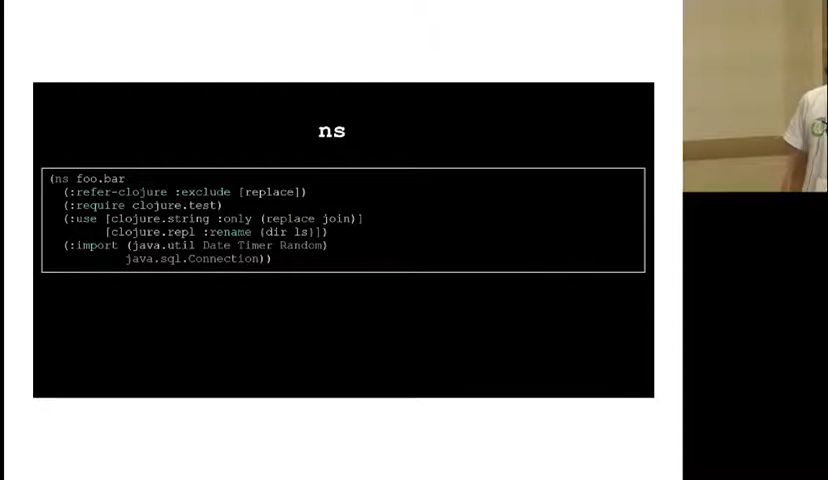 ns
(ns foo.bar
(:refer-clojure :exclude [replace])
(:require clojure.test)
(:use [clojure.string :only (replace join)]
[clojure.repl :rename {dir ls}])
(:import (java.util Date Timer Random)
java.sql.Connection))